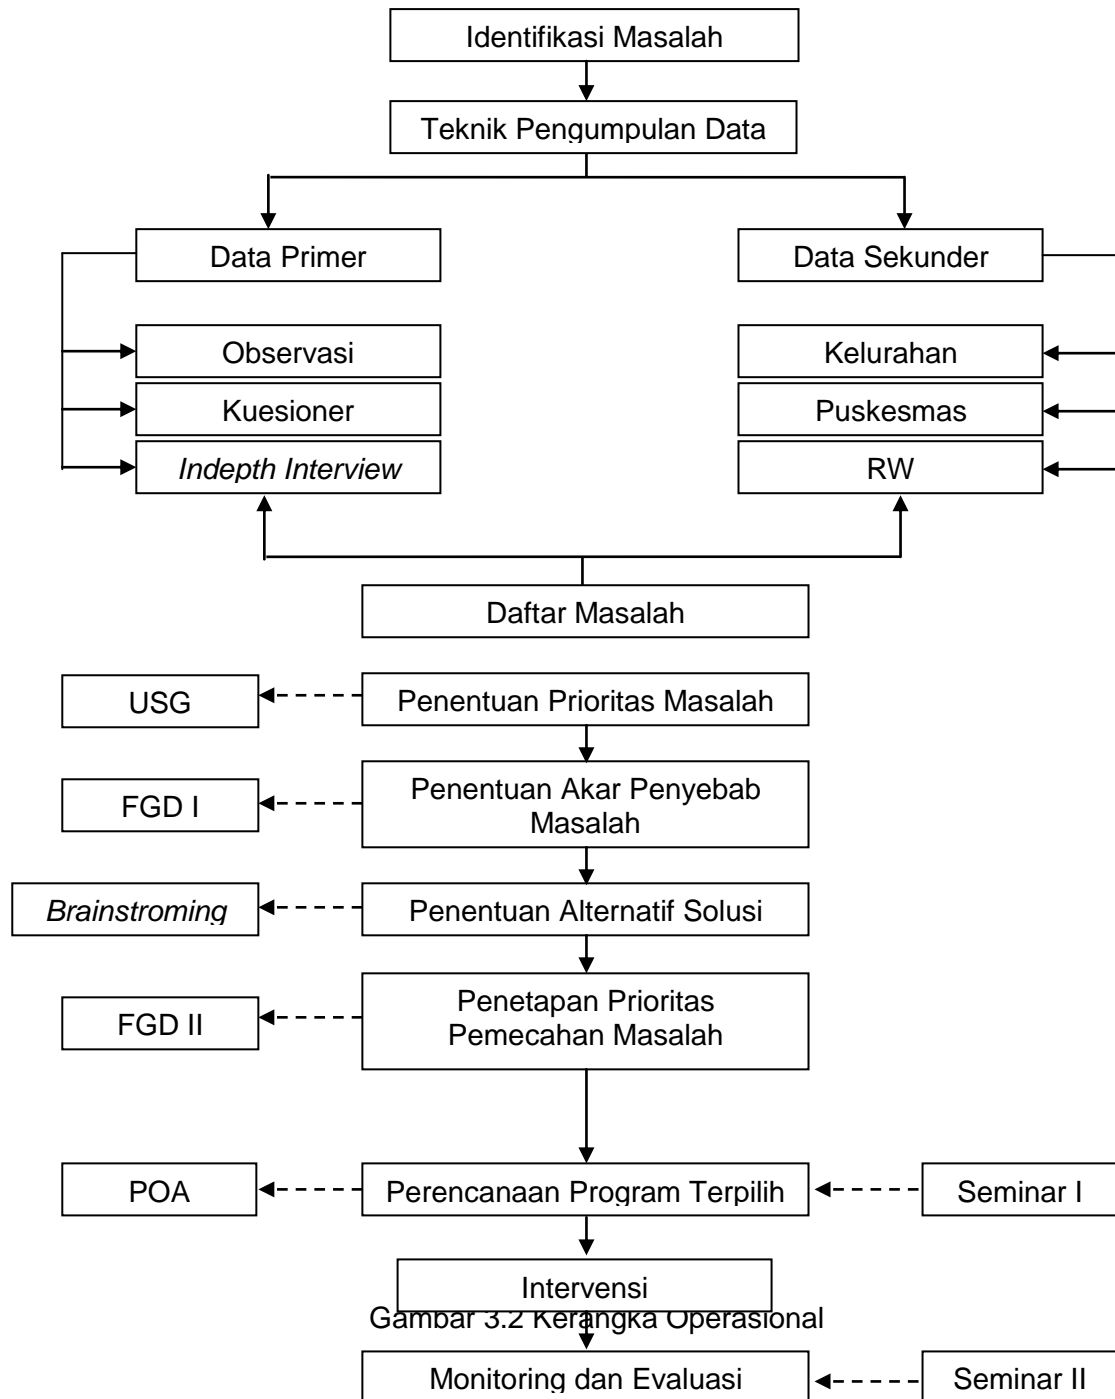 Identifikasi Masalah
Teknik Pengumpulan Data
Data Primer
Data Sekunder
Observasi
Kelurahan
Kuesioner
Puskesmas
Indepth Interview
RW
Daftar Masalah
USG
Penentuan Prioritas Masalah
FGD I
Penentuan Akar Penyebab
Masalah
Brainstroming
Penentuan Alternatif Solusi
FGD II
Penetapan Prioritas
Pemecahan Masalah
POA
Perencanaan Program Terpilih
Seminar I
Intervensi
Gambar 3.2 Kerangka Operasional
Monitoring dan Evaluasi
Seminar II